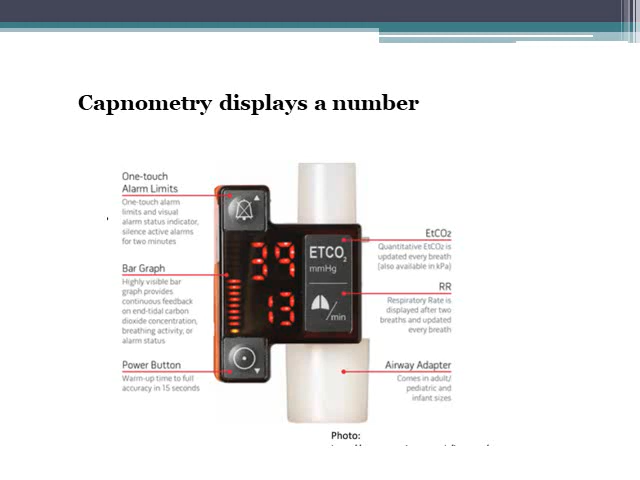 Capnometry displays a number
One-touch
Alarm Limits
One-touch alarm
limits and visual
alarm status indicator,
silence active alarms
for two minutes
Bar Graph
Highly visible bar
graph provides
continuous feedback
on end-tidal carbon
dioxide concentration,
breathing activity, or
alarm status
Power Button
Warm-up time to full
accuracy in 15 seconds
39
ETCO₂
mmHg
13
/min
EtCO₂
Quantitative EtCO₂ is
updated every breath
(also available in kPa)
RR
Respiratory Rate is
displayed after two
breaths and updated
every breath
Airway Adapter
Comes in adult/
pediatric and
infant sizes
Photo: